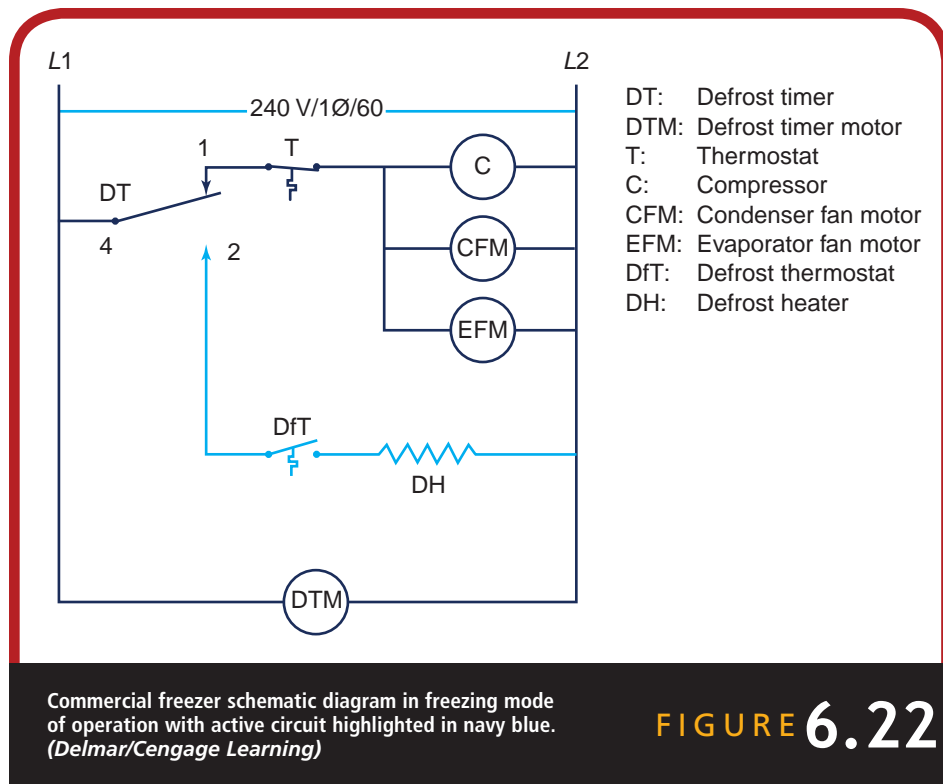 L1
L2
240 V/1Ø/60
1
T
C
DT
4
2
CFM
EFM
DfT
DH
DTM
DT: Defrost timer
DTM: Defrost timer motor
T: Thermostat
C: Compressor
CFM: Condenser fan motor
EFM: Evaporator fan motor
DfT: Defrost thermostat
DH: Defrost heater
Commercial freezer schematic diagram in freezing mode
of operation with active circuit highlighted in navy blue.
(Delmar/Cengage Learning)
FIGURE 6.22